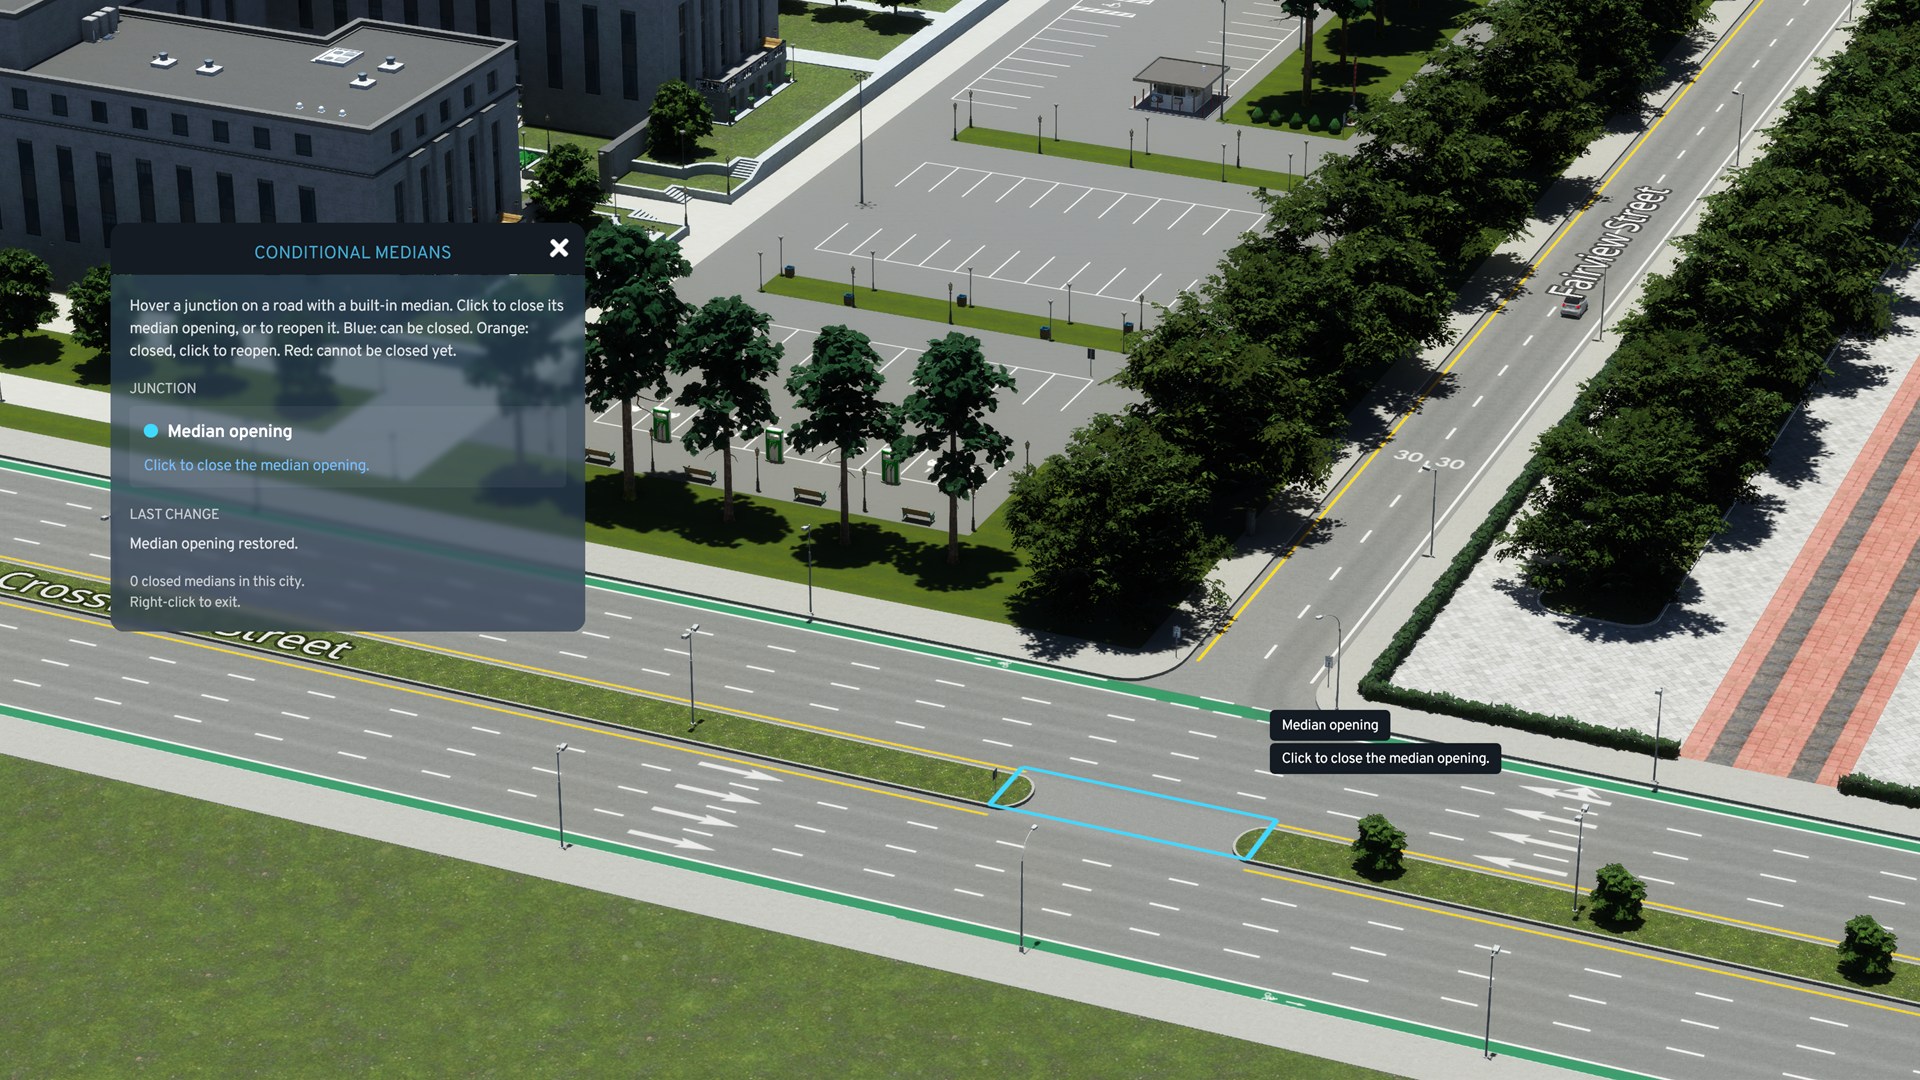 CONDITIONAL MEDIANS
Hover a junction on a road with a built-in median. Click to close its
median opening, or to reopen it. Blue: can be closed. Orange:
closed, click to reopen. Red: cannot be closed yet.
JUNCTION
Median opening
Click to close the median opening.
LAST CHANGE
Median opening restored.
0 closed medians in this city.
Right-click to exit.
Fairview Street
30 30
Street
Median opening
Click to close the median opening.